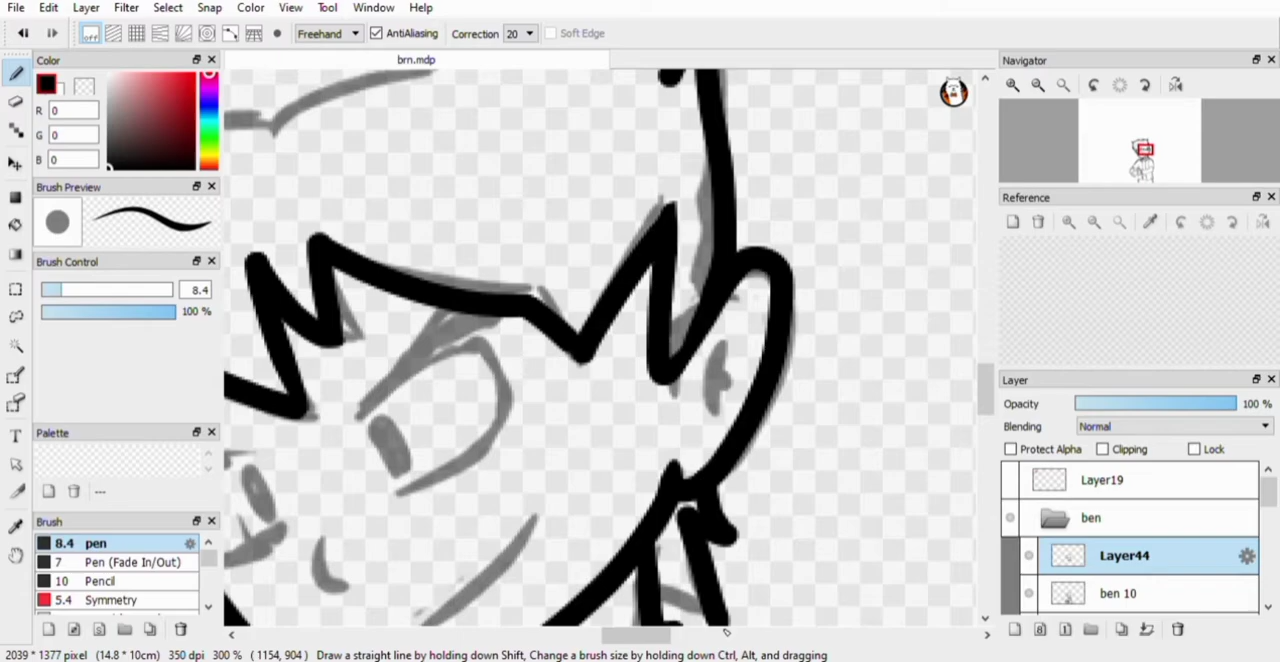 File Edit Layer Filter Select Snap Color View Tool Window Help
off Freehand AntiAliasing Correction 20 Soft Edge
Color
brn.mdp
Navigator
R 0
G 0
B 0
Brush Preview
Reference
Brush Control
8.4
100 %
Layer
Opacity 100 %
Blending Normal
Palette
Protect Alpha Clipping Lock
Layer19
---
ben
Brush
8.4 pen
7 Pen (Fade In/Out)
10 Pencil
5.4 Symmetry
Layer44
ben 10
2039 * 1377 pixel (14.8 * 10cm) 350 dpi 300 % ( 1154, 904 ) Draw a straight line by holding down Shift, Change a brush size by holding down Ctrl, Alt, and dragging